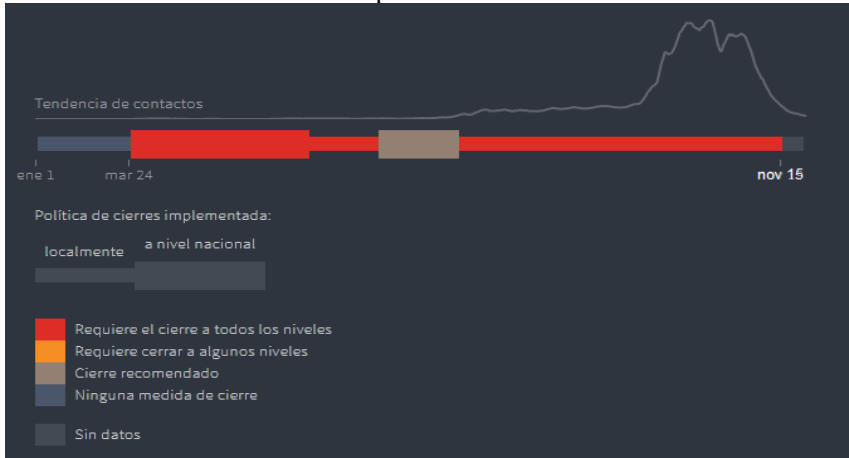 Tendencia de contactos
ene 1 mar 24 nov 15
Política de cierres implementada:
localmente a nivel nacional
Requiere el cierre a todos los niveles
Requiere cerrar a algunos niveles
Cierre recomendado
Ninguna medida de cierre
Sin datos